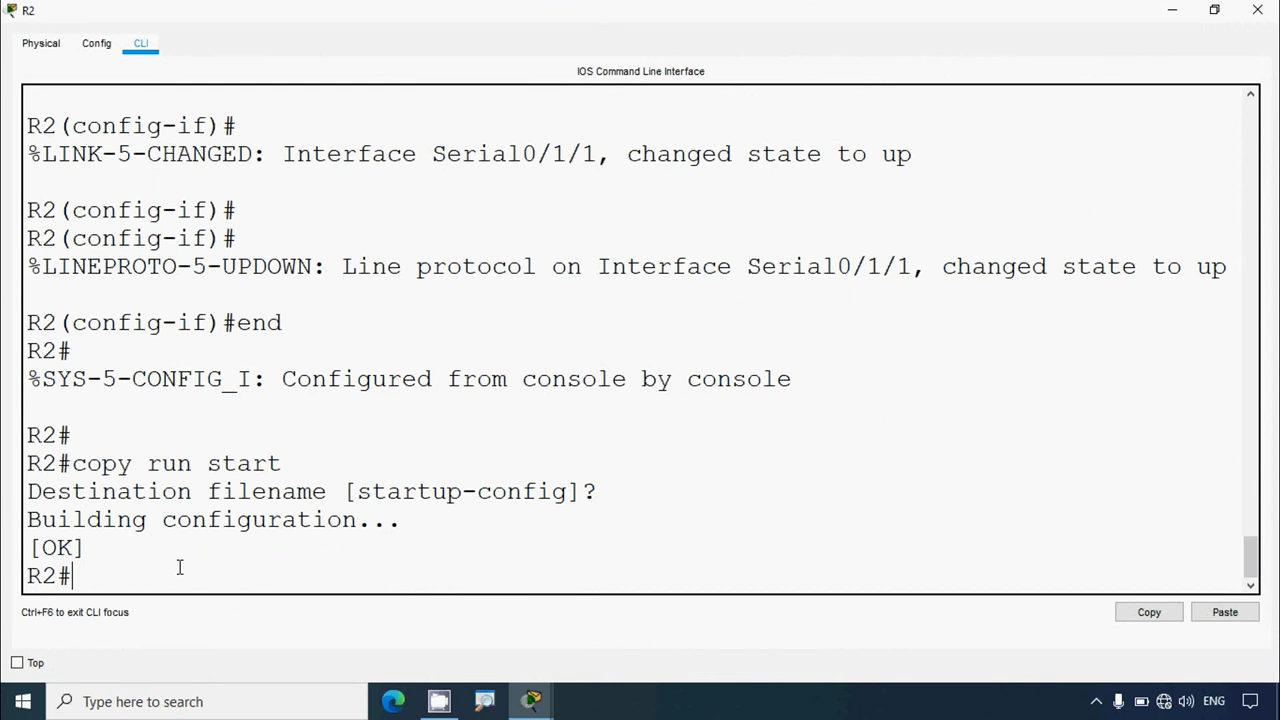 R2
Physical
Config
CLI
IOS Command Line Interface
R2(config-if)#
%LINK-5-CHANGED: Interface Serial0/1/1, changed state to up
R2(config-if)#
R2(config-if)#
%LINEPROTO-5-UPDOWN: Line protocol on Interface Serial0/1/1, changed state to up
R2(config-if)#end
R2#
%SYS-5-CONFIG_I: Configured from console by console
R2#
R2#copy run start
Destination filename [startup-config]?
Building configuration...
[OK]
R2#
Ctrl+F6 to exit CLI focus
Copy
Paste
Top
Type here to search
ENG